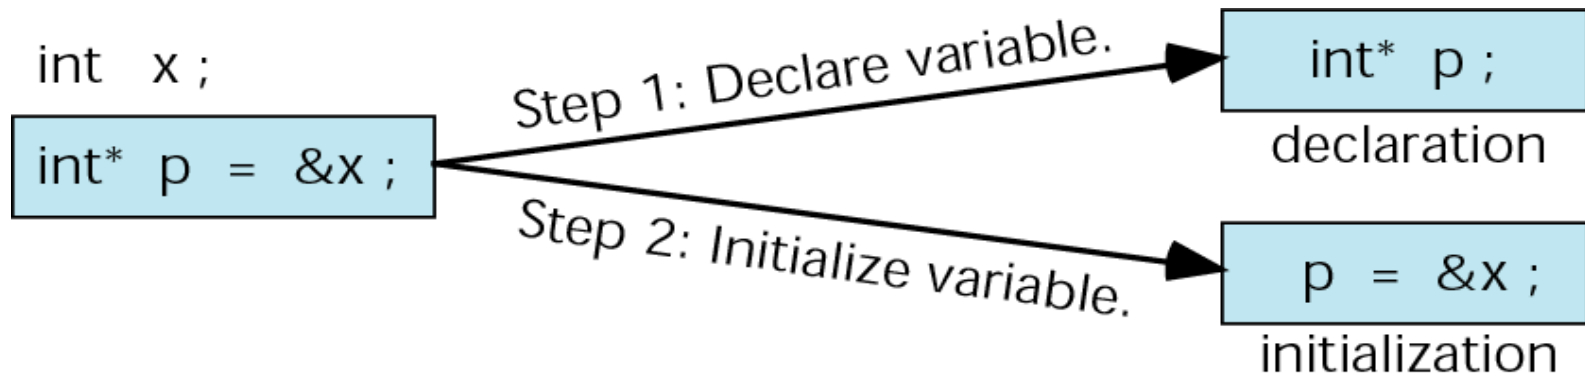 int x ;
int* p = &x ;
Step 1: Declare variable.
int* p ;
declaration
Step 2: Initialize variable.
p = &x ;
initialization